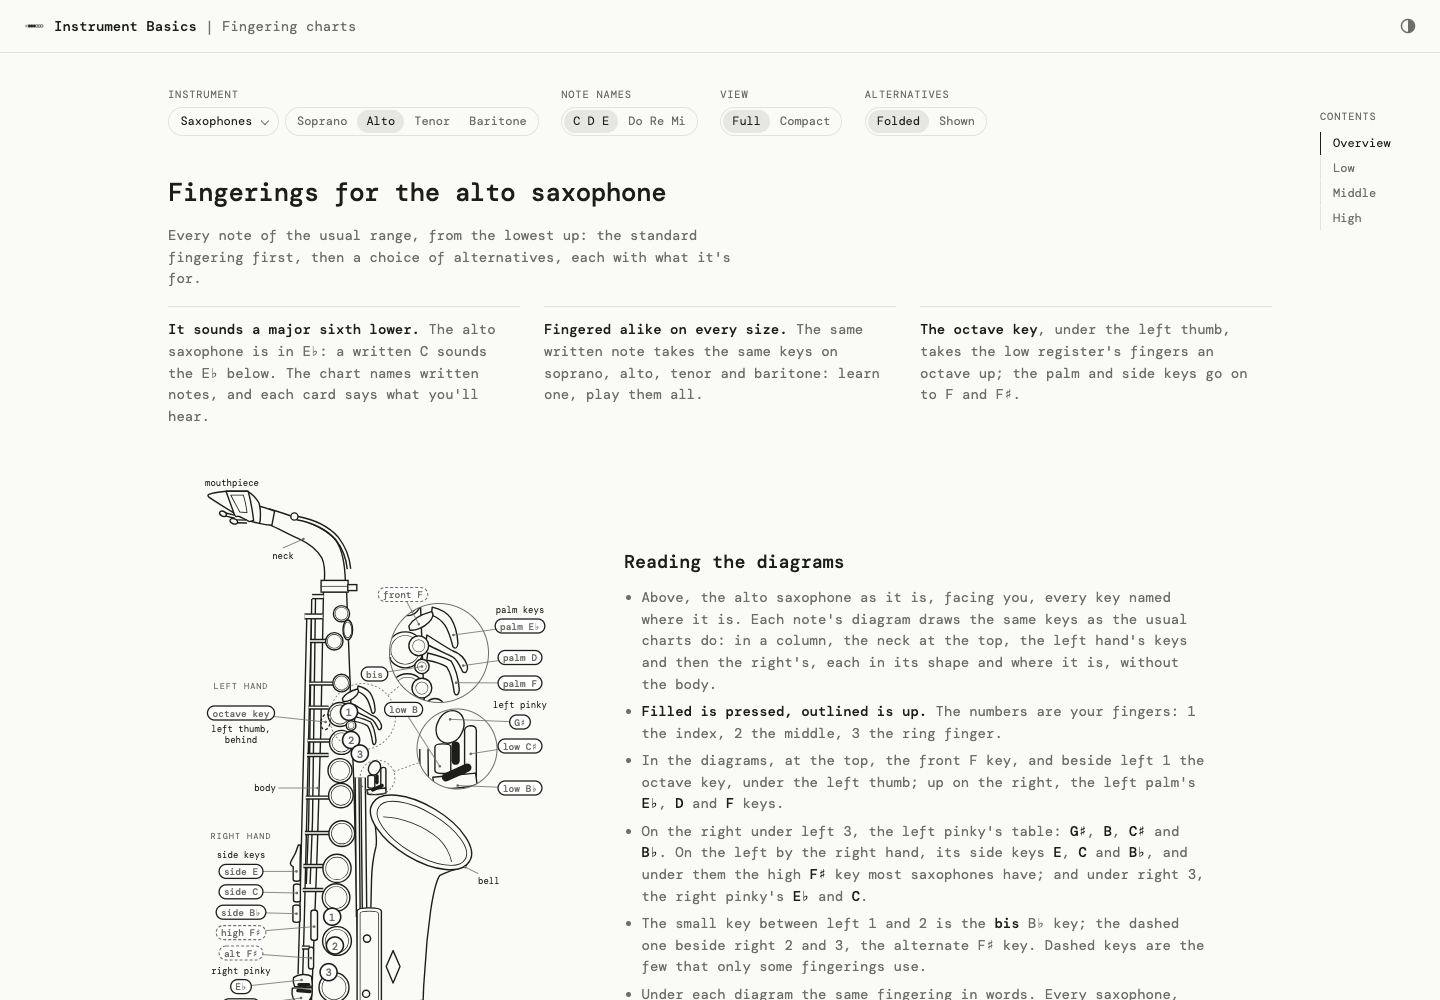 Instrument Basics | Fingering charts
INSTRUMENT
NOTE NAMES
VIEW
ALTERNATIVES
Saxophones
Soprano Alto Tenor Baritone
C D E Do Re Mi
Full Compact
Folded Shown
CONTENTS
Overview
Low
Middle
High
Fingerings for the alto saxophone
Every note of the usual range, from the lowest up: the standard
fingering first, then a choice of alternatives, each with what it's
for.
It sounds a major sixth lower. The alto
saxophone is in E♭: a written C sounds
the E♭ below. The chart names written
notes, and each card says what you'll
hear.
Fingered alike on every size. The same
written note takes the same keys on
soprano, alto, tenor and baritone: learn
one, play them all.
The octave key, under the left thumb,
takes the low register's fingers an
octave up; the palm and side keys go on
to F and F♯.
mouthpiece
neck
front F
palm keys
palm E♭
palm D
bis
palm F
LEFT HAND
left pinky
octave key
1
low B
G♯
left thumb,
behind
2
low C♯
3
body
low B♭
RIGHT HAND
side keys
side E
bell
side C
side B♭
1
high F♯
2
alt F♯
right pinky
3
E♭
Reading the diagrams
• Above, the alto saxophone as it is, facing you, every key named
where it is. Each note's diagram draws the same keys as the usual
charts do: in a column, the neck at the top, the left hand's keys
and then the right's, each in its shape and where it is, without
the body.
• Filled is pressed, outlined is up. The numbers are your fingers: 1
the index, 2 the middle, 3 the ring finger.
• In the diagrams, at the top, the front F key, and beside left 1 the
octave key, under the left thumb; up on the right, the left palm's
E♭, D and F keys.
• On the right under left 3, the left pinky's table: G♯, B, C♯ and
B♭. On the left by the right hand, its side keys E, C and B♭, and
under them the high F♯ key most saxophones have; and under right 3,
the right pinky's E♭ and C.
• The small key between left 1 and 2 is the bis B♭ key; the dashed
one beside right 2 and 3, the alternate F♯ key. Dashed keys are the
few that only some fingerings use.
• Under each diagram the same fingering in words. Every saxophone,